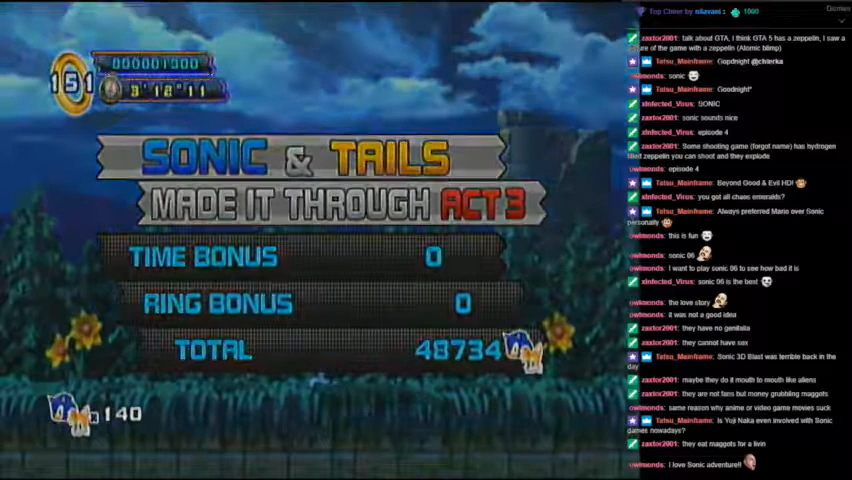 Top Cheer by nilavani : 1000
151
000001000
3'12"11
SONIC & TAILS
MADE IT THROUGH ACT 3
TIME BONUS 0
RING BONUS 0
TOTAL 48734
x 140
zaxtor2001: talk about GTA, I think GTA 5 has a zeppelin, I saw a
of the game with a zeppelin (Atomic blimp)
Tatsu_Mainframe: Goodnight @chierka
owlmonds: sonic
Tatsu_Mainframe: Goodnight*
xInfected_Virus: SONIC
zaxtor2001: sonic sounds nice
xInfected_Virus: episode 4
zaxtor2001: Some shooting game (forgot name) has hydrogen
filled zeppelin you can shoot and they explode
owlmonds: episode 4
Tatsu_Mainframe: Beyond Good & Evil HD!
xInfected_Virus: you got all chaos emeralds?
Tatsu_Mainframe: Always preferred Mario over Sonic
personally
owlmonds: this is fun
owlmonds: sonic 06
owlmonds: I want to play sonic 06 to see how bad it is
xInfected_Virus: sonic 06 is the best
owlmonds: the love story
owlmonds: it was not a good idea
zaxtor2001: they have no genitalia
zaxtor2001: they cannot have sex
Tatsu_Mainframe: Sonic 3D Blast was terrible back in the
day
zaxtor2001: maybe they do it mouth to mouth like aliens
zaxtor2001: they are not fans but money grubbling maggots
owlmonds: same reason why anime or video game movies suck
Tatsu_Mainframe: Is Yuji Naka even involved with Sonic
games nowadays?
zaxtor2001: they eat maggots for a livin
owlmonds: I love Sonic adventure!!